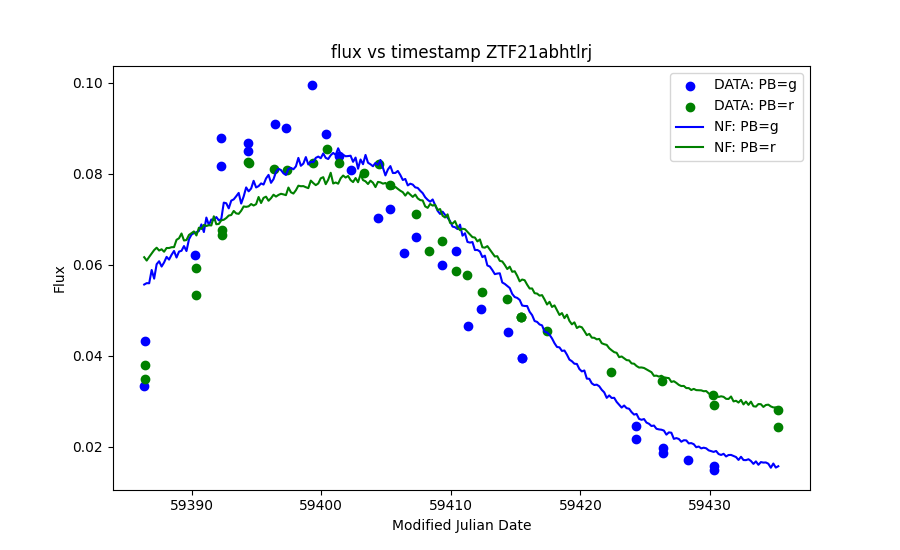 flux vs timestamp ZTF21abhtlrj
DATA: PB=g
DATA: PB=r
NF: PB=g
NF: PB=r
0.10
0.08
0.06
0.04
0.02
Flux
59390 59400 59410 59420 59430
Modified Julian Date